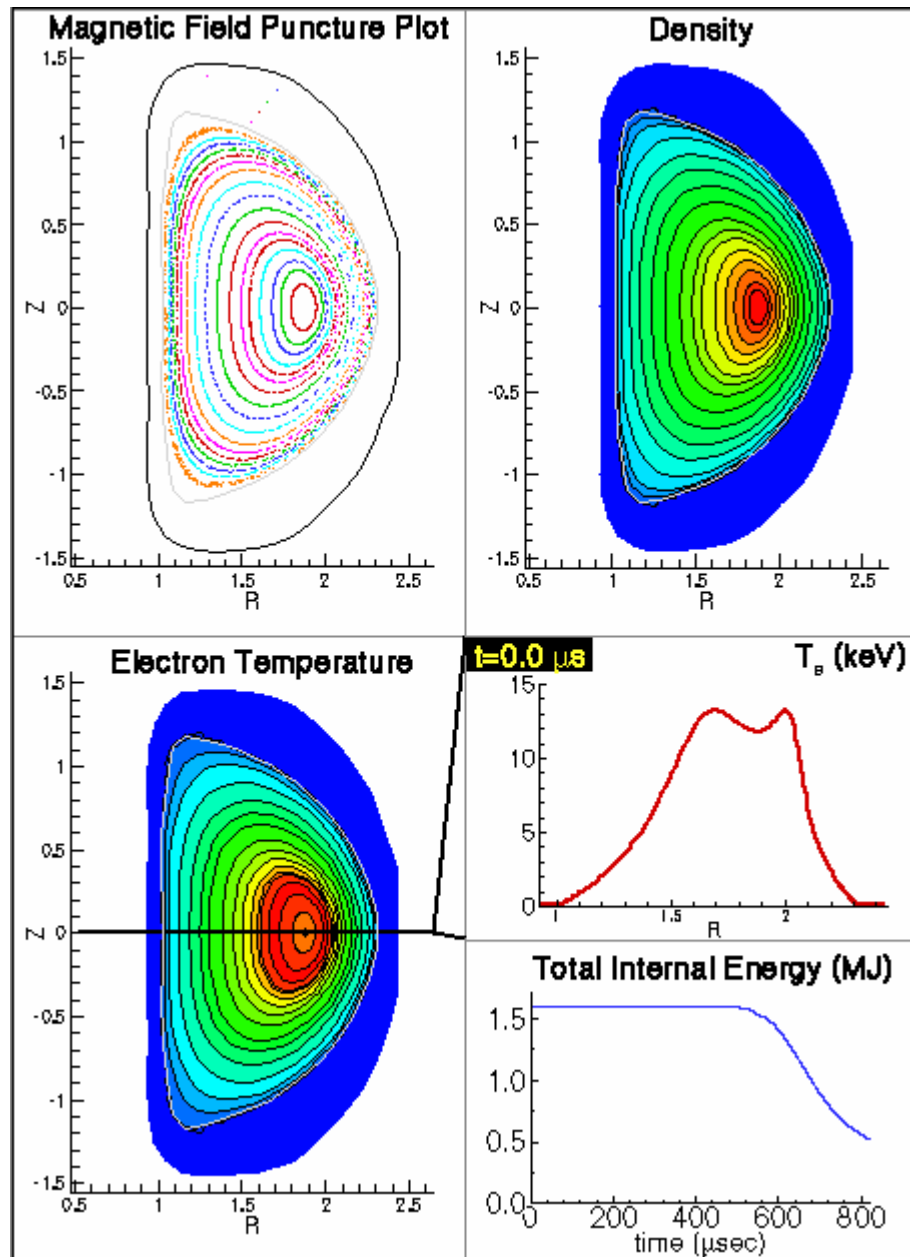 Magnetic Field Puncture Plot
1.5
1
0.5
0
-0.5
-1
-1.5
Z
0.5 1 1.5 2 2.5
R
Density
1.5
1
0.5
0
-0.5
-1
-1.5
Z
0.5 1 1.5 2 2.5
R
Electron Temperature
1.5
1
0.5
0
-0.5
-1
-1.5
Z
0.5 1 1.5 2 2.5
R
t=0.0 μs
Te (keV)
15
10
5
0
1 1.5 2
R
Total Internal Energy (MJ)
1.5
1.0
0.5
0.0
0 200 400 600 800
time (μsec)